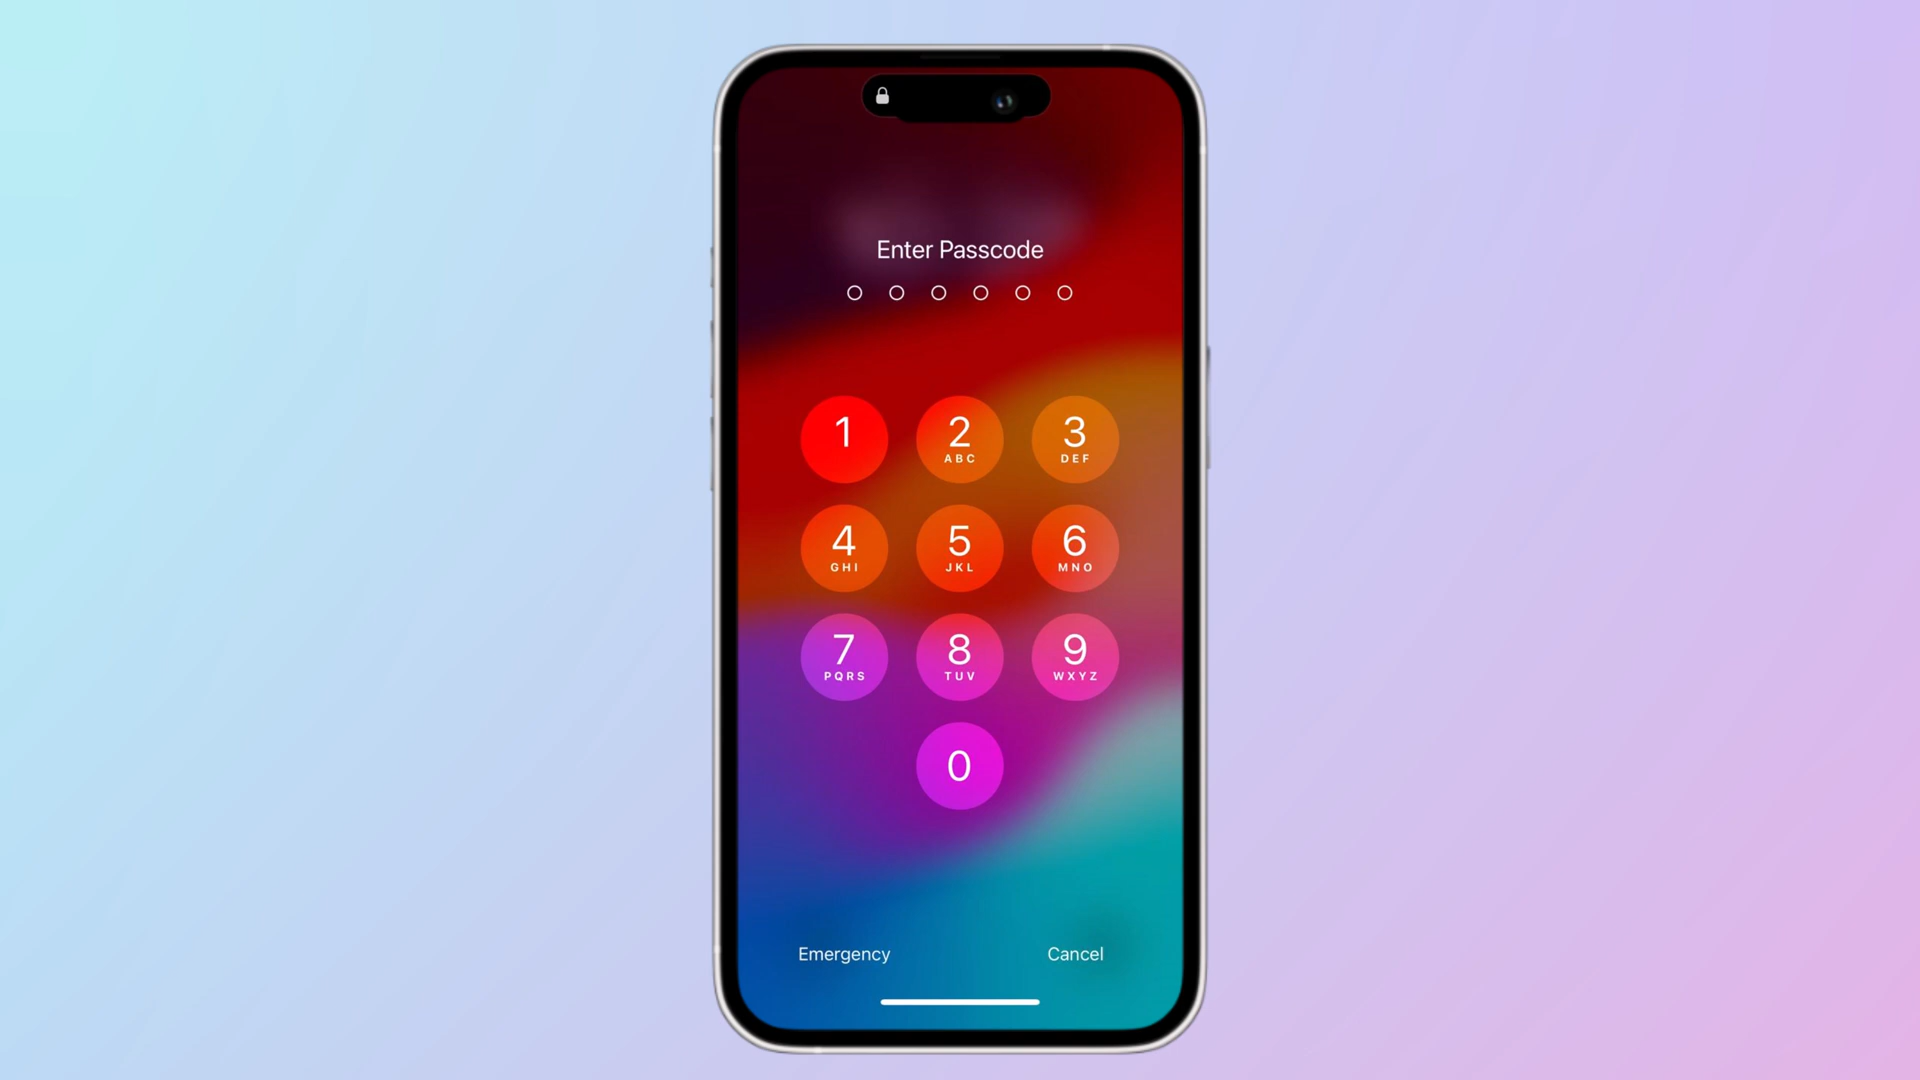 Enter Passcode
1 2 3
ABC DEF
4 5 6
GHI JKL MNO
7 8 9
PQRS TUV WXYZ
0
Emergency Cancel